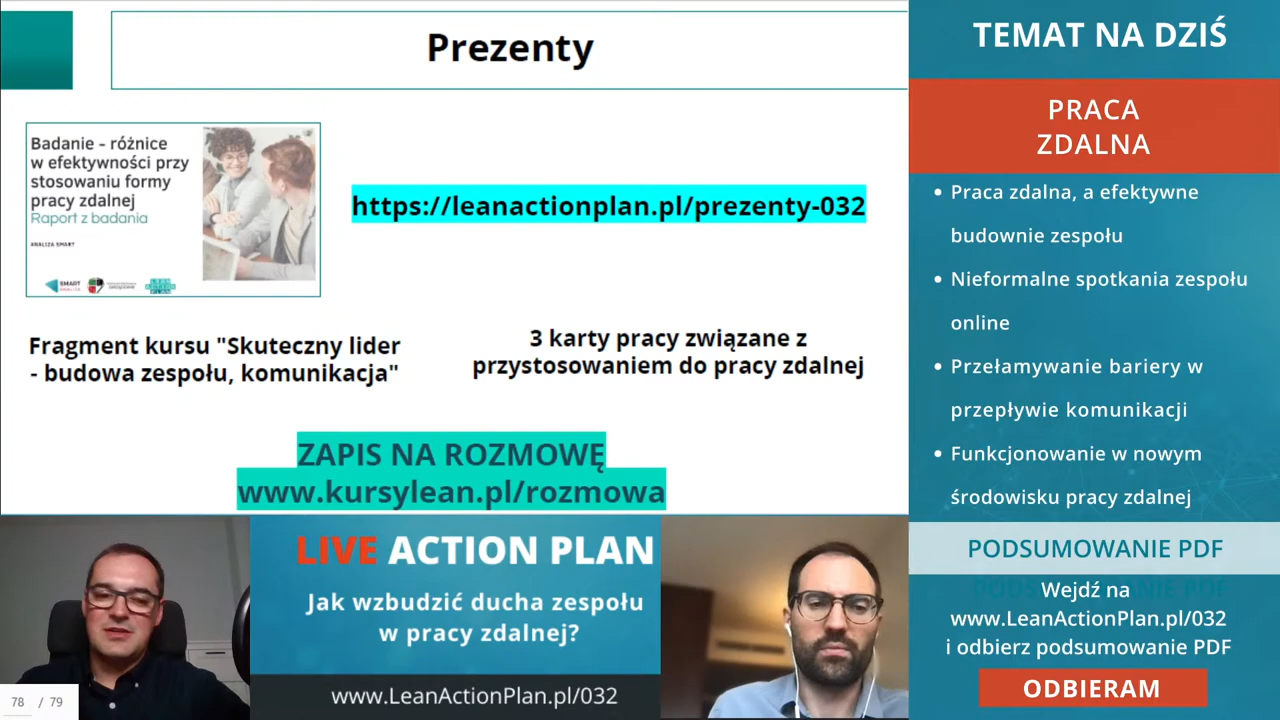 Prezenty
Badanie - różnice
w efektywności przy
stosowaniu formy
pracy zdalnej
Raport z badania
ANALIZA SMART
https://leanactionplan.pl/prezenty-032
Fragment kursu "Skuteczny lider
- budowa zespołu, komunikacja"
3 karty pracy związane z
przystosowaniem do pracy zdalnej
ZAPIS NA ROZMOWĘ
www.kursylean.pl/rozmowa
78 / 79
LIVE ACTION PLAN
Jak wzbudzić ducha zespołu
w pracy zdalnej?
www.LeanActionPlan.pl/032
TEMAT NA DZIŚ
PRACA
ZDALNA
• Praca zdalna, a efektywne
budownie zespołu
• Nieformalne spotkania zespołu
online
• Przełamywanie bariery w
przepływie komunikacji
• Funkcjonowanie w nowym
środowisku pracy zdalnej
PODSUMOWANIE PDF
Wejdź na
www.LeanActionPlan.pl/032
i odbierz podsumowanie PDF
ODBIERAM